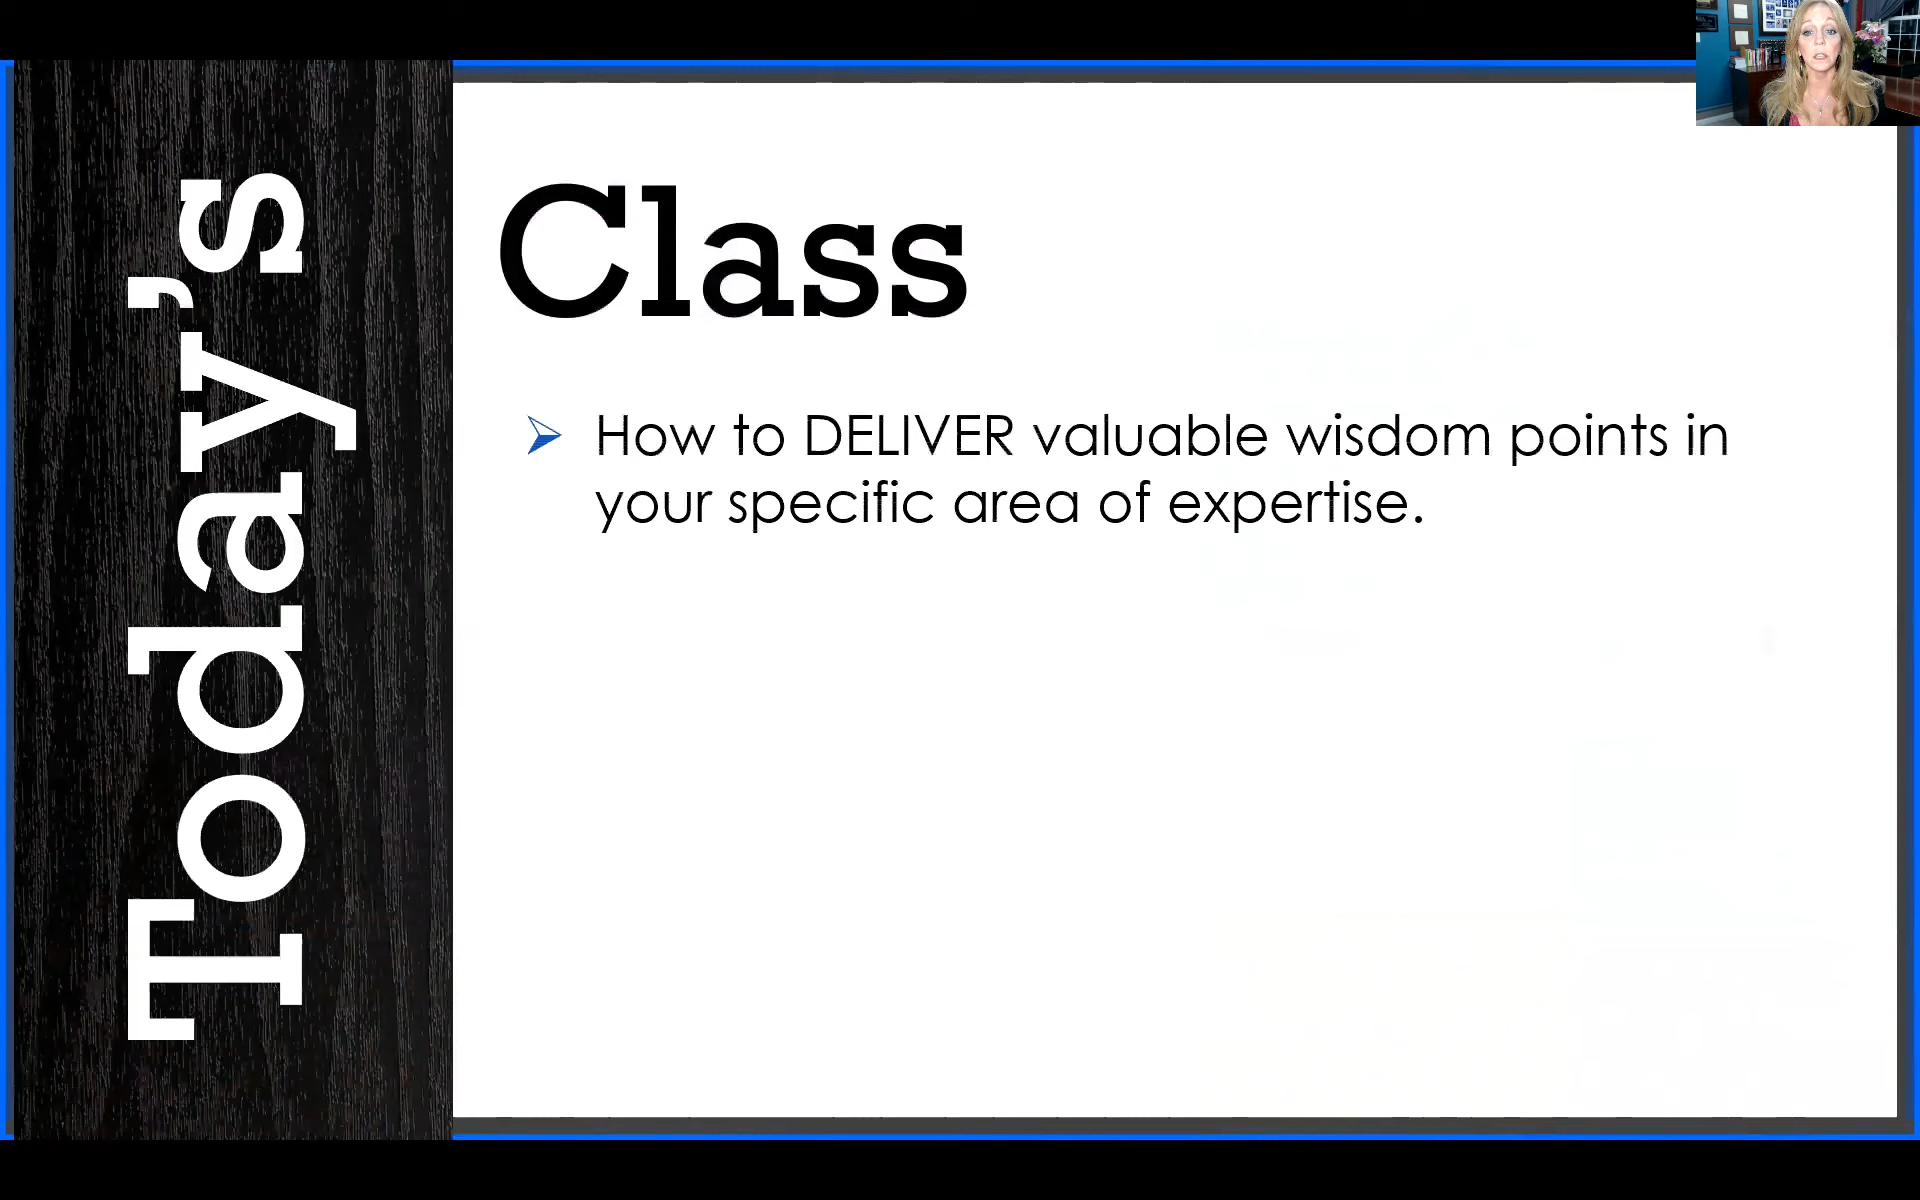 Today's
Class
How to DELIVER valuable wisdom points in
your specific area of expertise.